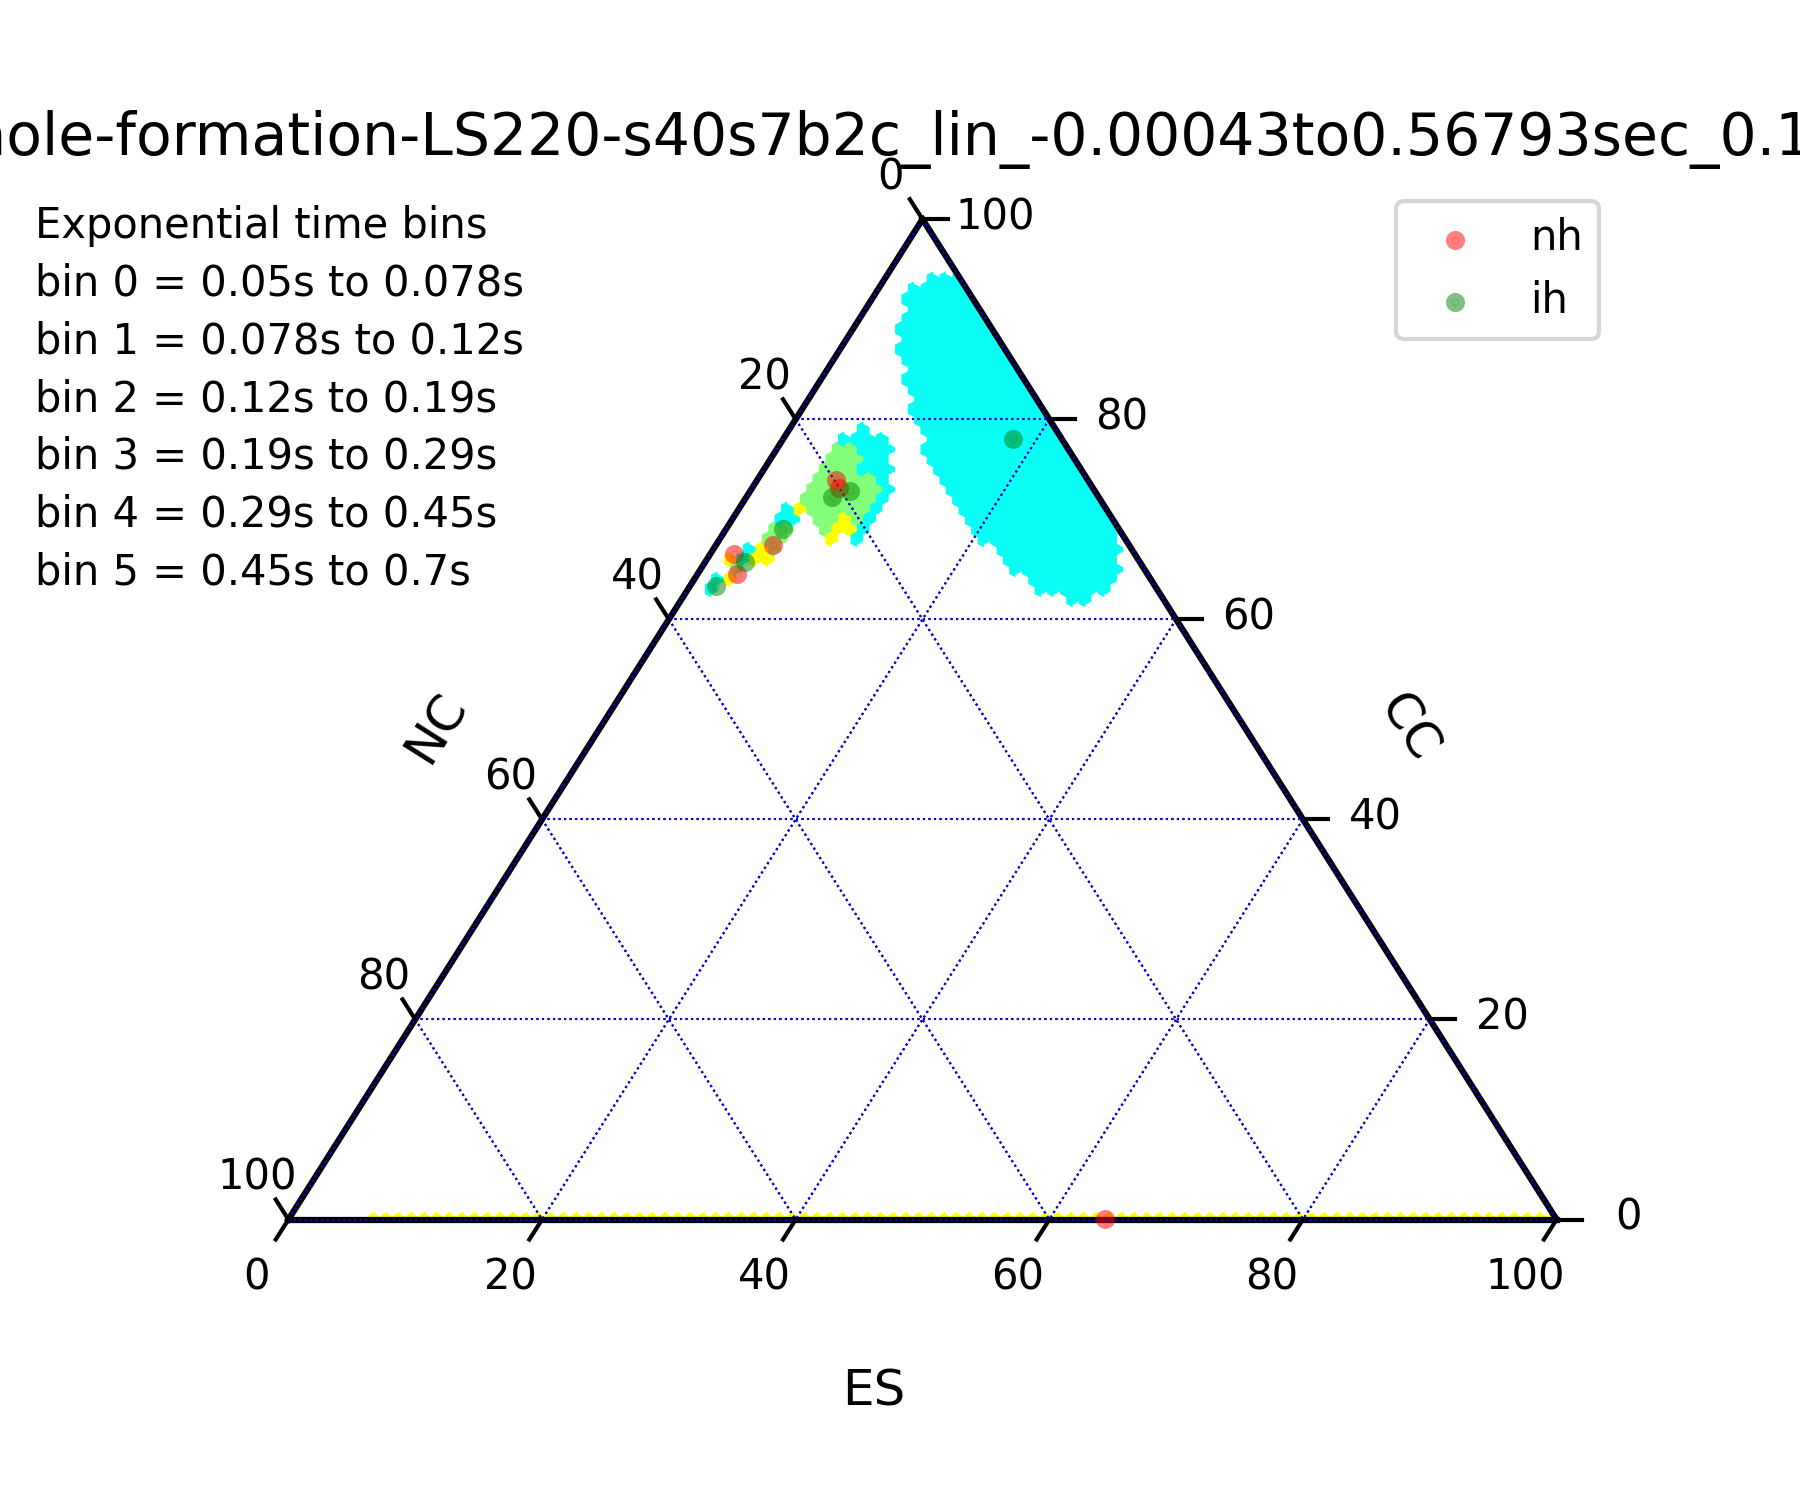 hole-formation-LS220-s40s7b2c_lin_-0.00043to0.56793sec_0.1
Exponential time bins
bin 0 = 0.05s to 0.078s
bin 1 = 0.078s to 0.12s
bin 2 = 0.12s to 0.19s
bin 3 = 0.19s to 0.29s
bin 4 = 0.29s to 0.45s
bin 5 = 0.45s to 0.7s
nh
ih
0
100
20
80
40
60
NC
CC
60
40
80
20
100
0
0
20
40
60
80
100
ES